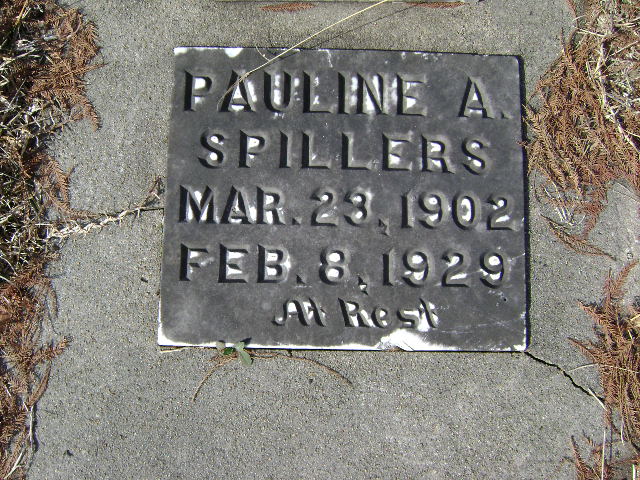 PAULINE A.
SPILLERS
MAR. 23, 1902
FEB. 8, 1929
At Rest